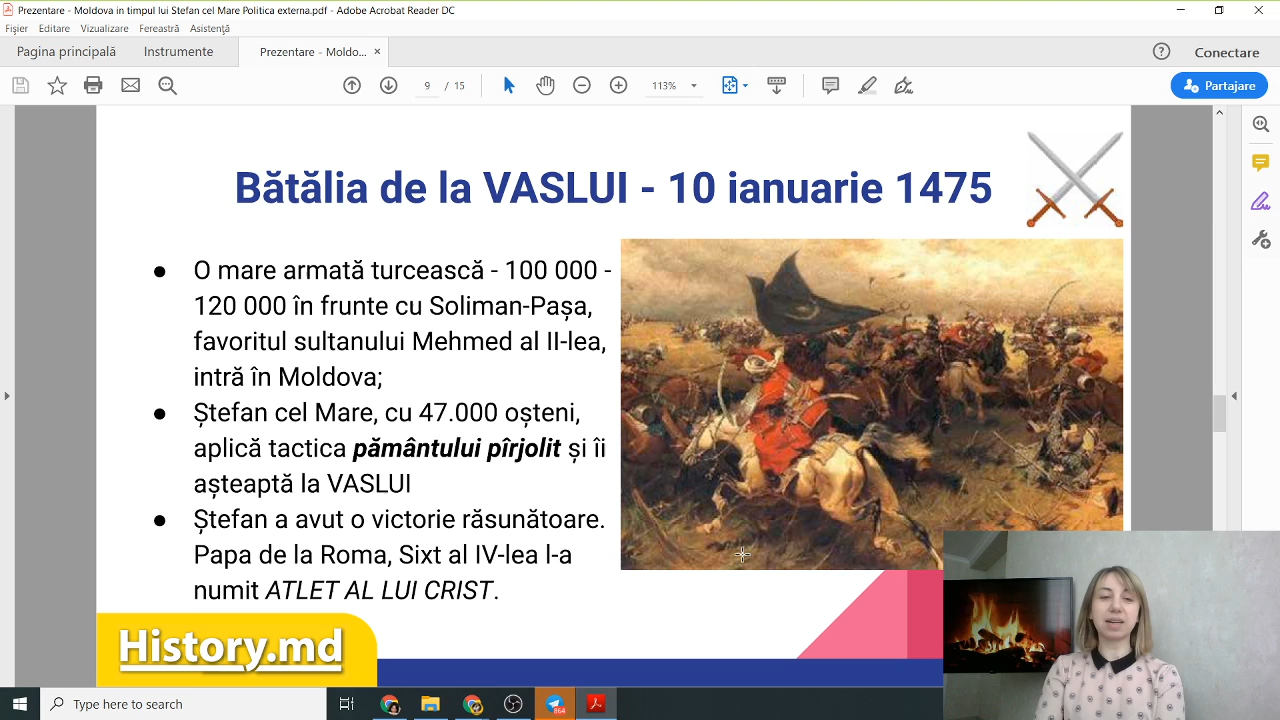 Prezentare - Moldova in timpul lui Stefan cel Mare Politica externa.pdf - Adobe Acrobat Reader DC
Fișier Editare Vizualizare Fereastră Asistență
Pagina principală Instrumente Prezentare - Moldo... × Conectare
9 / 15 113% Partajare
Bătălia de la VASLUI - 10 ianuarie 1475
● O mare armată turcească - 100 000 -
120 000 în frunte cu Soliman-Pașa,
favoritul sultanului Mehmed al II-lea,
intră în Moldova;
● Ștefan cel Mare, cu 47.000 oșteni,
aplică tactica pământului pîrjolit și îi
așteaptă la VASLUI
● Ștefan a avut o victorie răsunătoare.
Papa de la Roma, Sixt al IV-lea l-a
numit ATLET AL LUI CRIST.
History.md
Type here to search
864